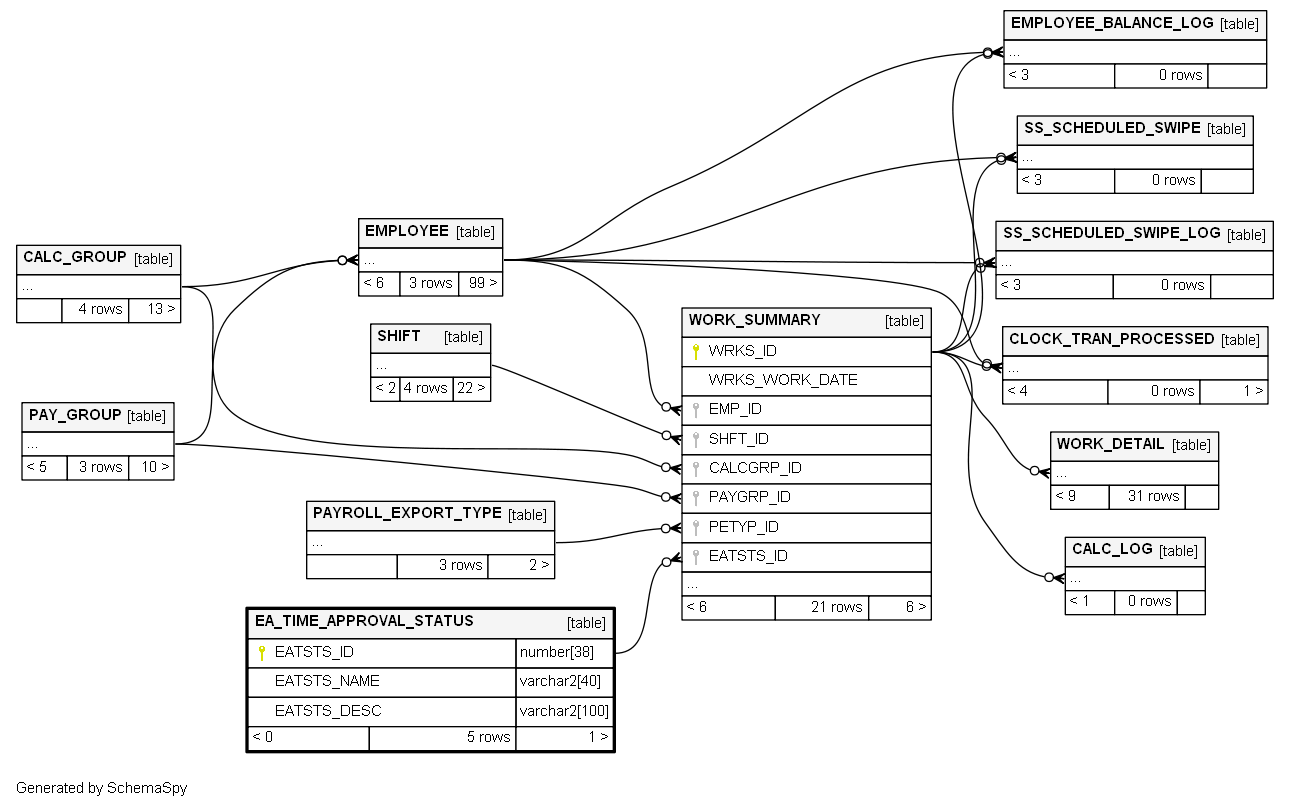 EMPLOYEE_BALANCE_LOG [table]
...
< 3 0 rows
SS_SCHEDULED_SWIPE [table]
...
< 3 0 rows
SS_SCHEDULED_SWIPE_LOG [table]
...
< 3 0 rows
EMPLOYEE [table]
...
< 6 3 rows 99 >
CALC_GROUP [table]
...
4 rows 13 >
SHIFT [table]
...
< 2 4 rows 22 >
PAY_GROUP [table]
...
< 5 3 rows 10 >
WORK_SUMMARY [table]
WRKS_ID
WRKS_WORK_DATE
EMP_ID
SHFT_ID
CALCGRP_ID
PAYGRP_ID
PETYP_ID
EATSTS_ID
...
< 6 21 rows 6 >
CLOCK_TRAN_PROCESSED [table]
...
< 4 0 rows 1 >
WORK_DETAIL [table]
...
< 9 31 rows
CALC_LOG [table]
...
< 1 0 rows
PAYROLL_EXPORT_TYPE [table]
...
3 rows 2 >
EA_TIME_APPROVAL_STATUS [table]
EATSTS_ID number[38]
EATSTS_NAME varchar2[40]
EATSTS_DESC varchar2[100]
< 0 5 rows 1 >
Generated by SchemaSpy